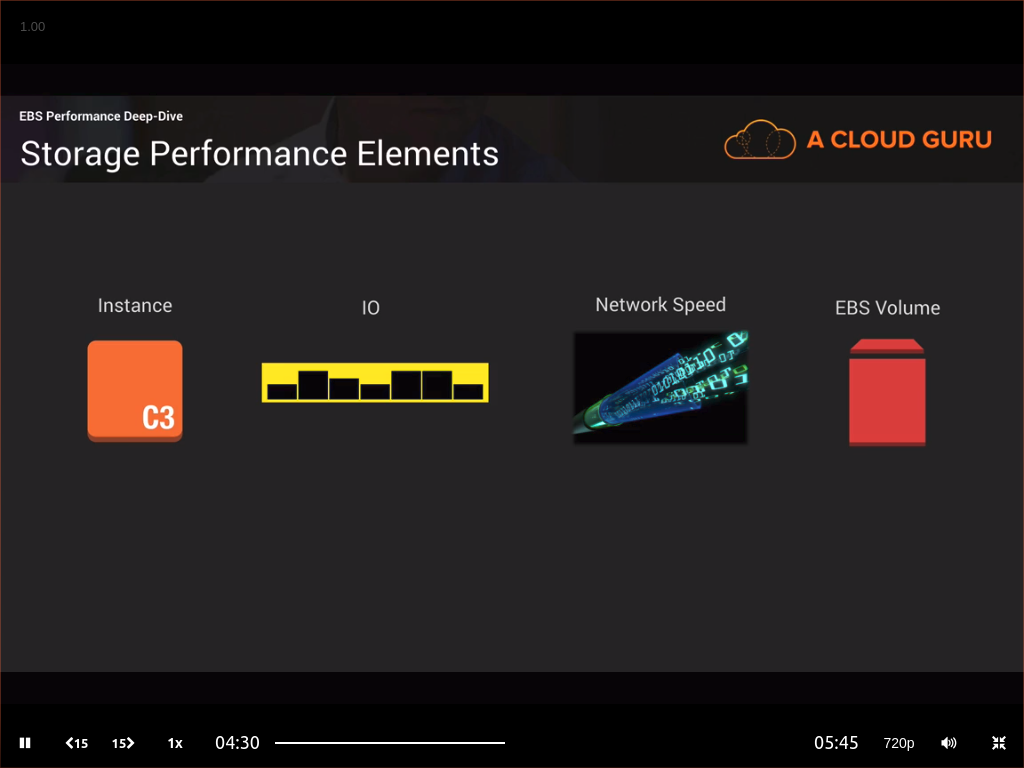 1.00
EBS Performance Deep-Dive
Storage Performance Elements
A CLOUD GURU
Instance
IO
Network Speed
EBS Volume
C3
15
15
1x
04:30
05:45
720p